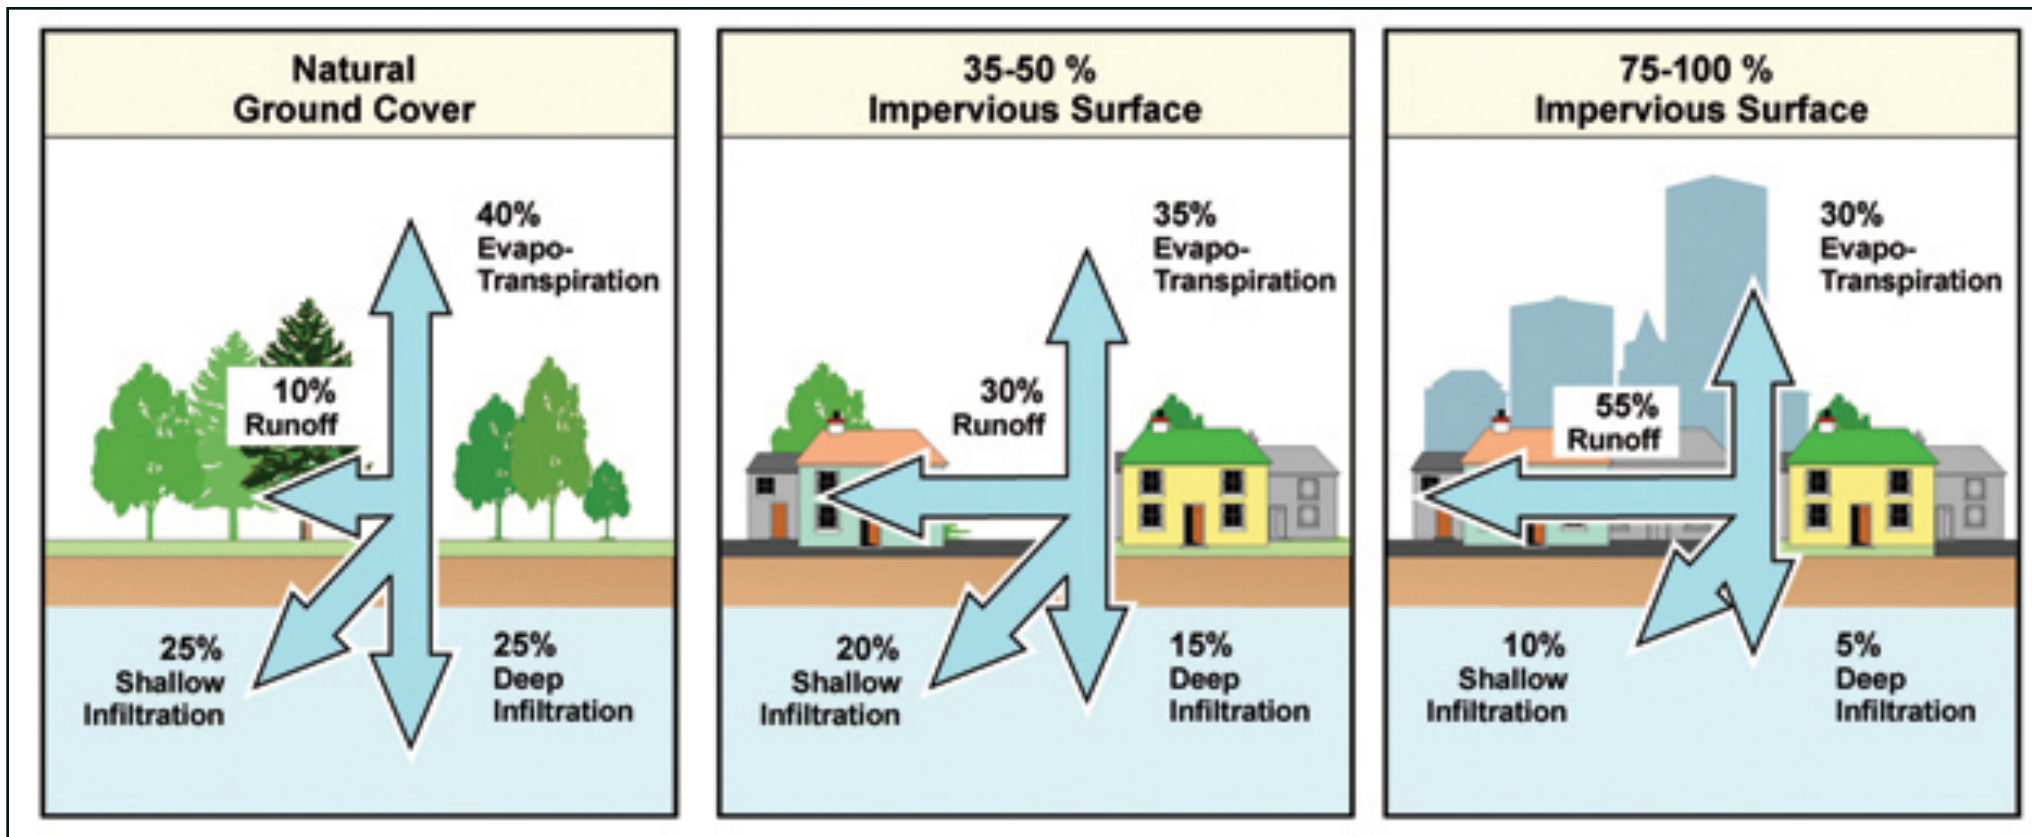 Natural
Ground Cover
40%
Evapo-
Transpiration
10%
Runoff
25%
Shallow
Infiltration
25%
Deep
Infiltration
35-50 %
Impervious Surface
35%
Evapo-
Transpiration
30%
Runoff
20%
Shallow
Infiltration
15%
Deep
Infiltration
75-100 %
Impervious Surface
30%
Evapo-
Transpiration
55%
Runoff
10%
Shallow
Infiltration
5%
Deep
Infiltration